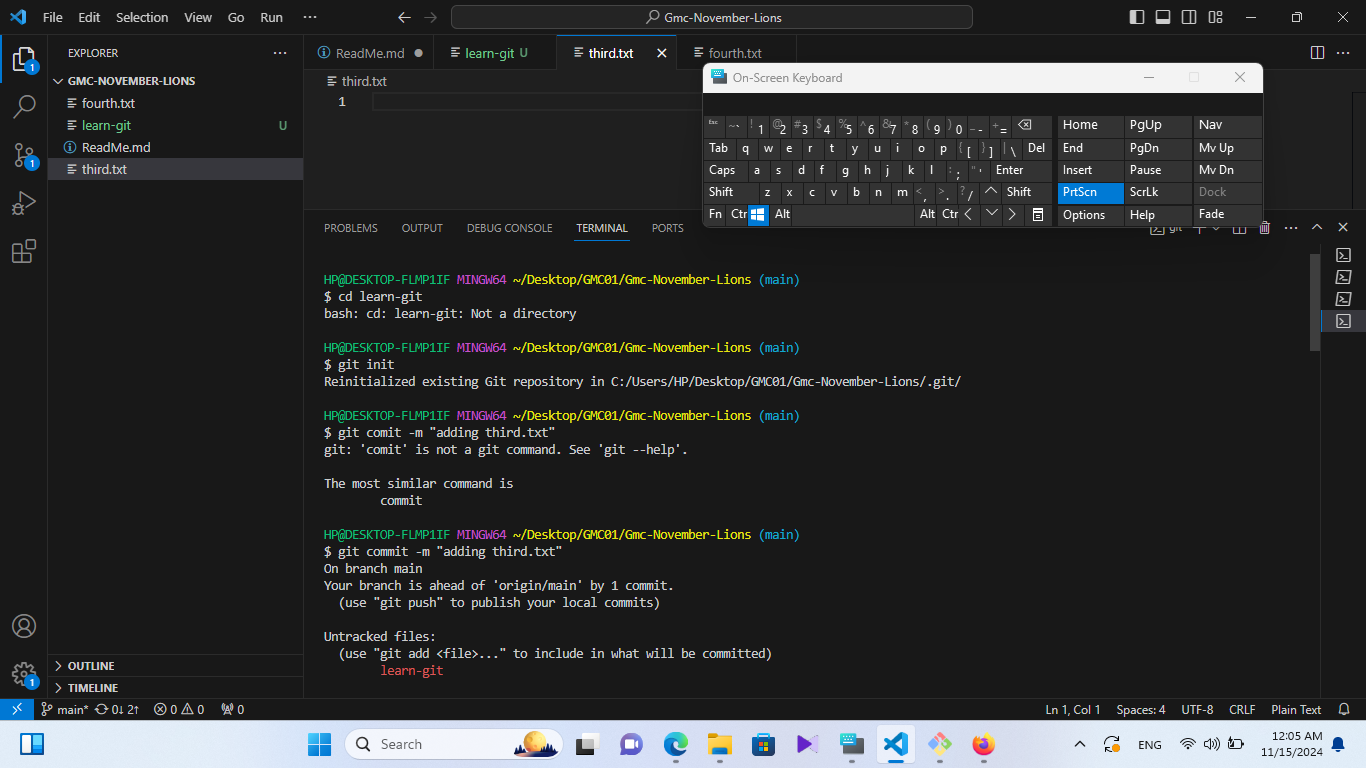 File Edit Selection View Go Run ···
Gmc-November-Lions
EXPLORER
GMC-NOVEMBER-LIONS
fourth.txt
learn-git U
ReadMe.md
third.txt
OUTLINE
TIMELINE
ReadMe.md
learn-git U
third.txt
fourth.txt
third.txt
1
On-Screen Keyboard
Esc ~ ` ! 1 @ 2 # 3 $ 4 % 5 ^ 6 & 7 * 8 ( 9 ) 0 _ - + = Home PgUp Nav
Tab q w e r t y u i o p { [ } ] | \ Del End PgDn Mv Up
Caps a s d f g h j k l : ; " ' Enter Insert Pause Mv Dn
Shift z x c v b n m < , > . ? / Shift PrtScn ScrLk Dock
Fn Ctr Alt Alt Ctr Options Help Fade
PROBLEMS OUTPUT DEBUG CONSOLE TERMINAL PORTS
git
HP@DESKTOP-FLMP1IF MINGW64 ~/Desktop/GMC01/Gmc-November-Lions (main)
$ cd learn-git
bash: cd: learn-git: Not a directory
HP@DESKTOP-FLMP1IF MINGW64 ~/Desktop/GMC01/Gmc-November-Lions (main)
$ git init
Reinitialized existing Git repository in C:/Users/HP/Desktop/GMC01/Gmc-November-Lions/.git/
HP@DESKTOP-FLMP1IF MINGW64 ~/Desktop/GMC01/Gmc-November-Lions (main)
$ git comit -m "adding third.txt"
git: 'comit' is not a git command. See 'git --help'.
The most similar command is
commit
HP@DESKTOP-FLMP1IF MINGW64 ~/Desktop/GMC01/Gmc-November-Lions (main)
$ git commit -m "adding third.txt"
On branch main
Your branch is ahead of 'origin/main' by 1 commit.
(use "git push" to publish your local commits)
Untracked files:
(use "git add <file>..." to include in what will be committed)
learn-git
1
1
1
main* 0↓ 2↑ 0 0 0
Ln 1, Col 1 Spaces: 4 UTF-8 CRLF Plain Text
Search
ENG
12:05 AM
11/15/2024